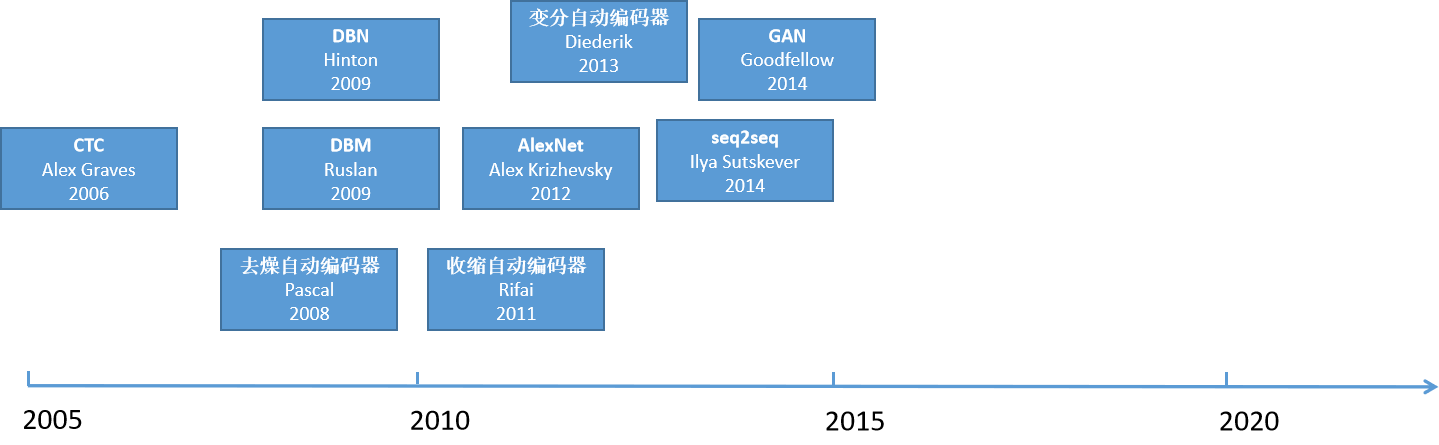 变分自动编码器
Diederik
2013
DBN
Hinton
2009
GAN
Goodfellow
2014
CTC
Alex Graves
2006
DBM
Ruslan
2009
AlexNet
Alex Krizhevsky
2012
seq2seq
Ilya Sutskever
2014
去燥自动编码器
Pascal
2008
收缩自动编码器
Rifai
2011
2005
2010
2015
2020